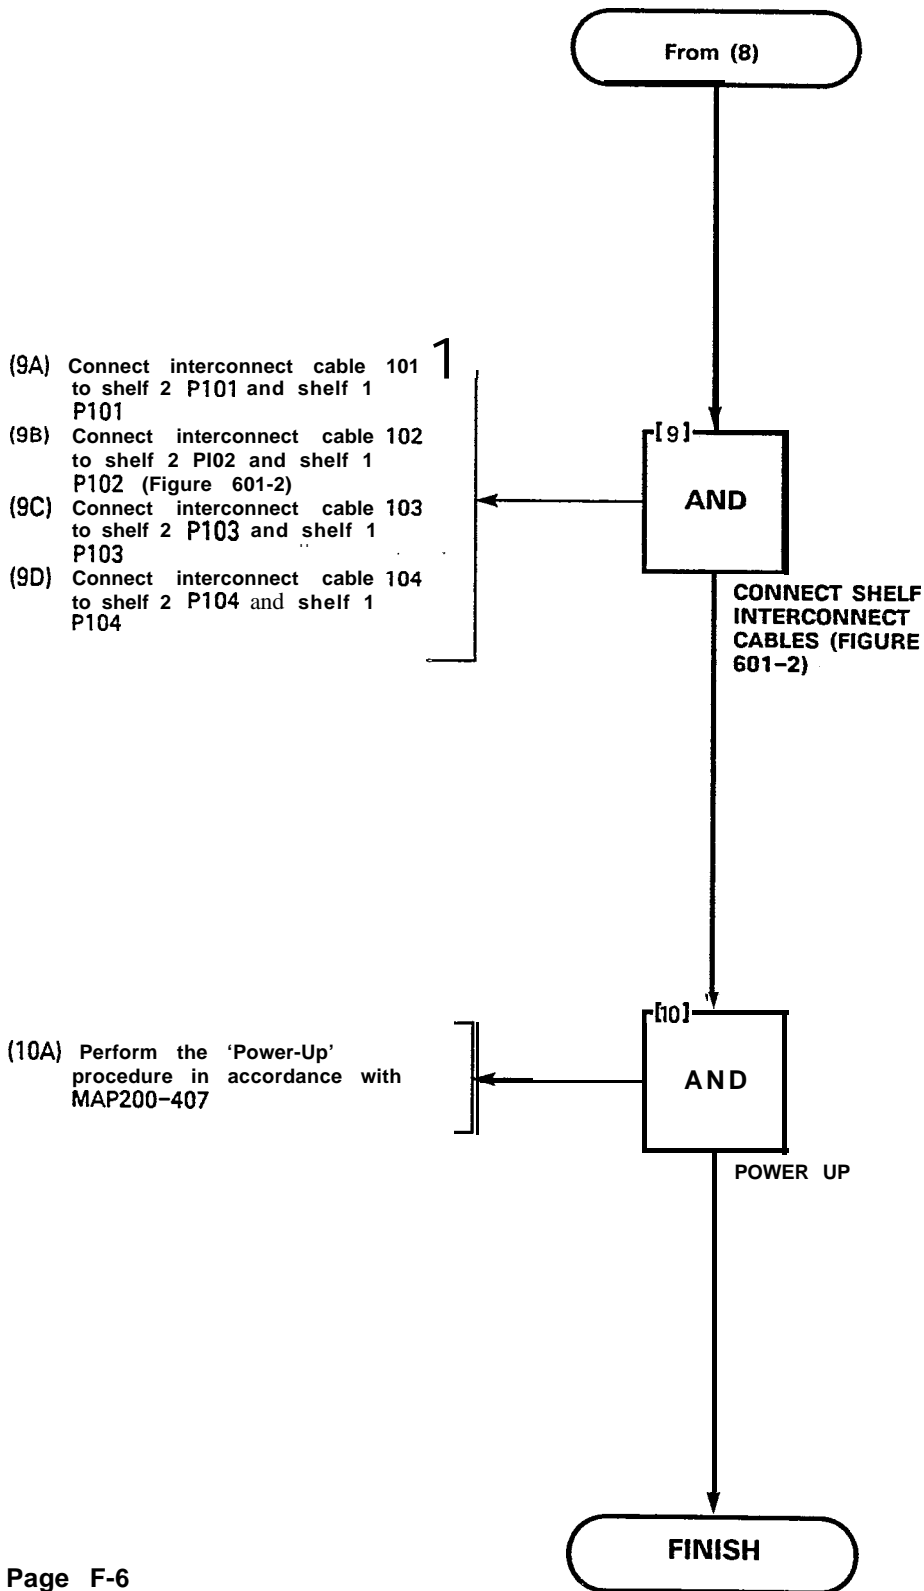 From (8)
(9A) Connect interconnect cable 101
to shelf 2 P101 and shelf 1
P101
(9B) Connect interconnect cable 102
to shelf 2 PI02 and shelf 1
P102 (Figure 601-2)
(9C) Connect interconnect cable 103
to shelf 2 P103 and shelf 1
P103
(9D) Connect interconnect cable 104
to shelf 2 P104 and shelf 1
P104
[9]
AND
CONNECT SHELF
INTERCONNECT
CABLES (FIGURE
601-2)
(10A) Perform the ‘Power-Up’
procedure in accordance with
MAP200-407
[10]
AND
POWER UP
FINISH
Page F-6